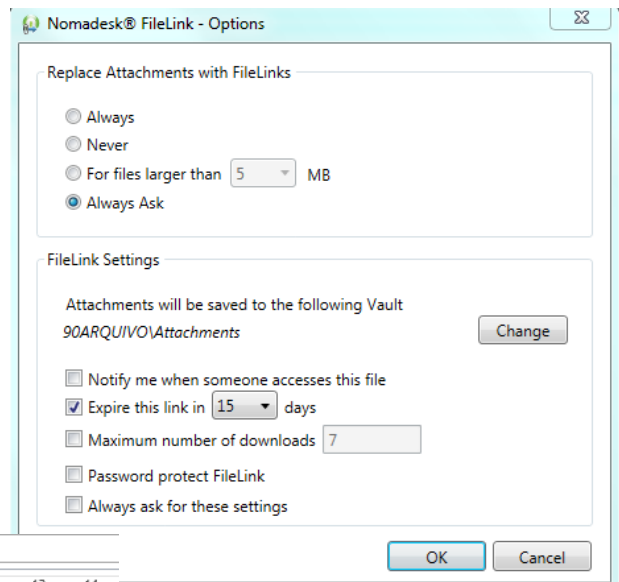 Nomadesk® FileLink - Options
Replace Attachments with FileLinks
Always
Never
For files larger than 5 MB
Always Ask
FileLink Settings
Attachments will be saved to the following Vault
90ARQUIVO\Attachments
Change
Notify me when someone accesses this file
Expire this link in 15 days
Maximum number of downloads 7
Password protect FileLink
Always ask for these settings
OK Cancel